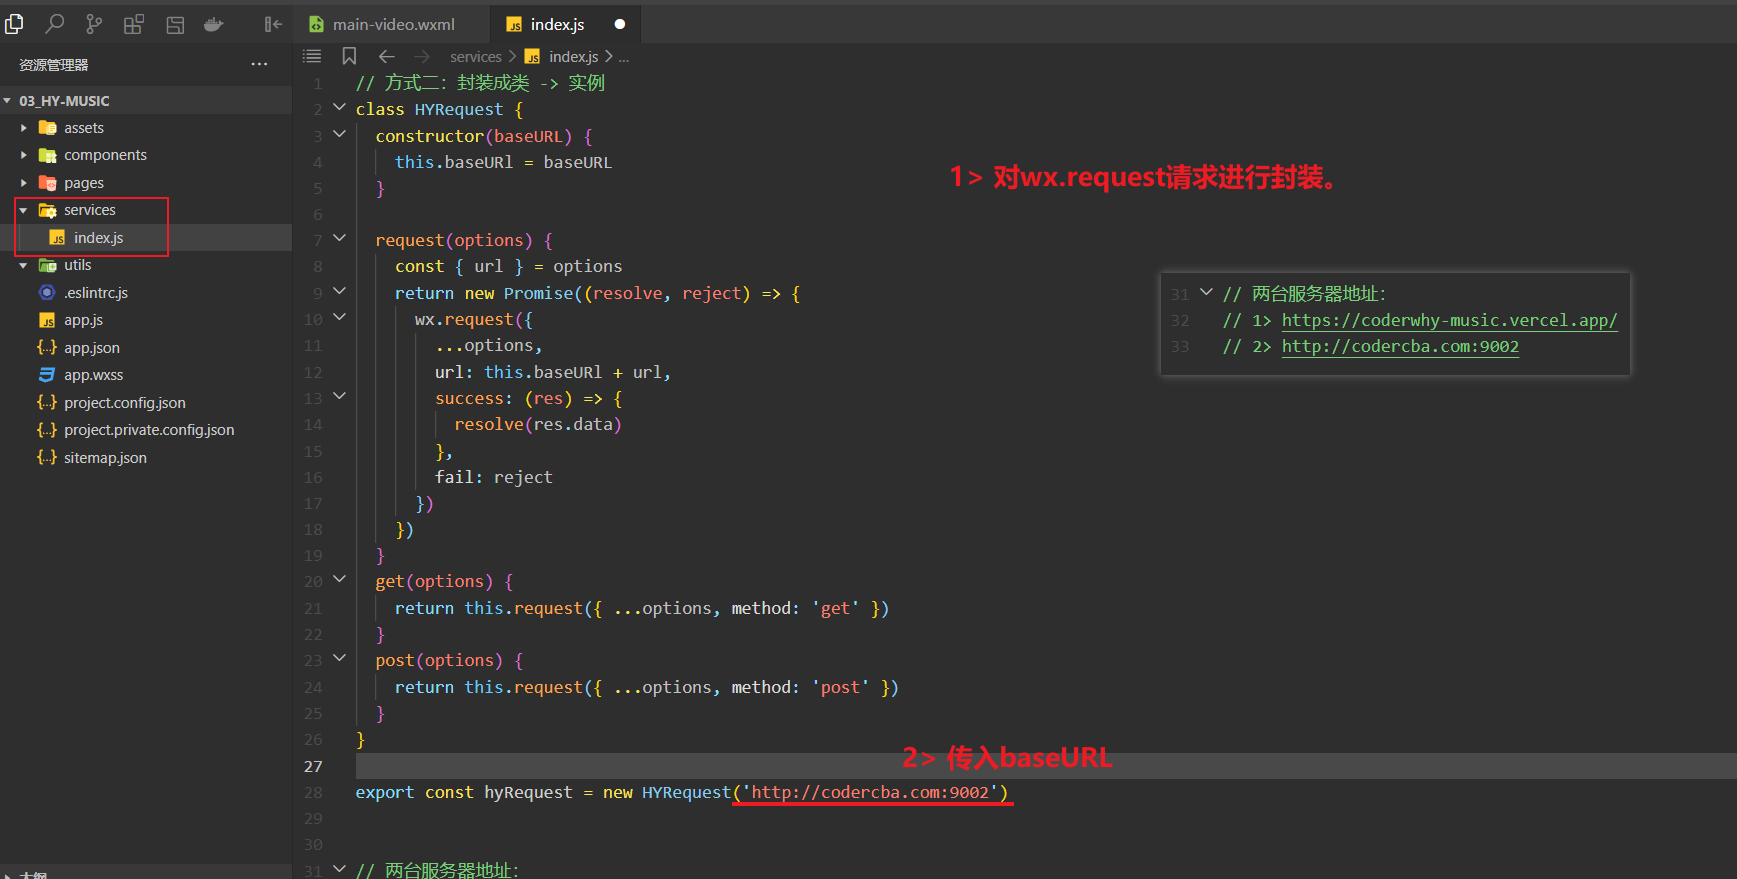 main-video.wxml
index.js
资源管理器
services > index.js > ...
03_HY-MUSIC
assets
components
pages
services
index.js
utils
.eslintrc.js
app.js
app.json
app.wxss
project.config.json
project.private.config.json
sitemap.json
大纲
1 // 方式二：封装成类 -> 实例
2 class HYRequest {
3 constructor(baseURL) {
4 this.baseURl = baseURL
5 }
6
7 request(options) {
8 const { url } = options
9 return new Promise((resolve, reject) => {
10 wx.request({
11 ...options,
12 url: this.baseURl + url,
13 success: (res) => {
14 resolve(res.data)
15 },
16 fail: reject
17 })
18 })
19 }
20 get(options) {
21 return this.request({ ...options, method: 'get' })
22 }
23 post(options) {
24 return this.request({ ...options, method: 'post' })
25 }
26 }
27
28 export const hyRequest = new HYRequest('http://codercba.com:9002')
29
30
31 // 两台服务器地址：
1> 对wx.request请求进行封装。
31 // 两台服务器地址：
32 // 1> https://coderwhy-music.vercel.app/
33 // 2> http://codercba.com:9002
2> 传入baseURL